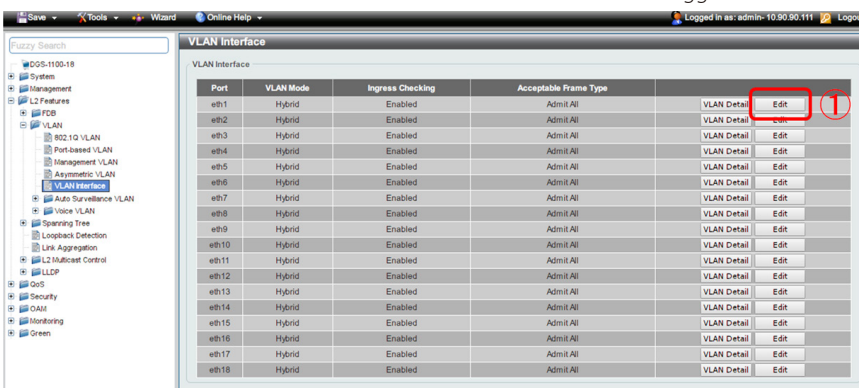 Save Tools Wizard Online Help Logged in as: admin- 10.90.90.111 Logou
Fuzzy Search
DGS-1100-18
System
Management
L2 Features
FDB
VLAN
802.1Q VLAN
Port-based VLAN
Management VLAN
Asymmetric VLAN
VLAN Interface
Auto Surveillance VLAN
Voice VLAN
Spanning Tree
Loopback Detection
Link Aggregation
L2 Multicast Control
LLDP
QoS
Security
OAM
Monitoring
Green
VLAN Interface
VLAN Interface
Port VLAN Mode Ingress Checking Acceptable Frame Type
eth1 Hybrid Enabled Admit All VLAN Detail Edit ①
eth2 Hybrid Enabled Admit All VLAN Detail Edit
eth3 Hybrid Enabled Admit All VLAN Detail Edit
eth4 Hybrid Enabled Admit All VLAN Detail Edit
eth5 Hybrid Enabled Admit All VLAN Detail Edit
eth6 Hybrid Enabled Admit All VLAN Detail Edit
eth7 Hybrid Enabled Admit All VLAN Detail Edit
eth8 Hybrid Enabled Admit All VLAN Detail Edit
eth9 Hybrid Enabled Admit All VLAN Detail Edit
eth10 Hybrid Enabled Admit All VLAN Detail Edit
eth11 Hybrid Enabled Admit All VLAN Detail Edit
eth12 Hybrid Enabled Admit All VLAN Detail Edit
eth13 Hybrid Enabled Admit All VLAN Detail Edit
eth14 Hybrid Enabled Admit All VLAN Detail Edit
eth15 Hybrid Enabled Admit All VLAN Detail Edit
eth16 Hybrid Enabled Admit All VLAN Detail Edit
eth17 Hybrid Enabled Admit All VLAN Detail Edit
eth18 Hybrid Enabled Admit All VLAN Detail Edit